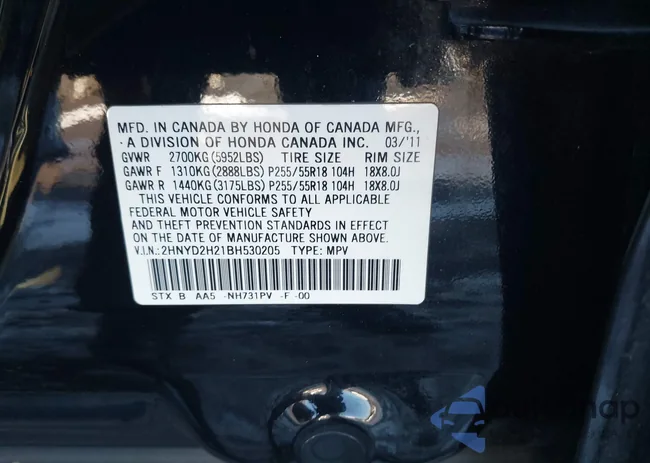 MFD. IN CANADA BY HONDA OF CANADA MFG.,
A DIVISION OF HONDA CANADA INC. 03/'11
GVWR 2700KG (5952LBS) TIRE SIZE RIM SIZE
GAWR F 1310KG (2888LBS) P255/55R18 104H 18X8.0J
GAWR R 1440KG (3175LBS) P255/55R18 104H 18X8.0J
THIS VEHICLE CONFORMS TO ALL APPLICABLE
FEDERAL MOTOR VEHICLE SAFETY
AND THEFT PREVENTION STANDARDS IN EFFECT
ON THE DATE OF MANUFACTURE SHOWN ABOVE.
V.I.N.: 2HNYD2H21BH530205 TYPE: MPV
STX B AA5 -NH731PV -F -00